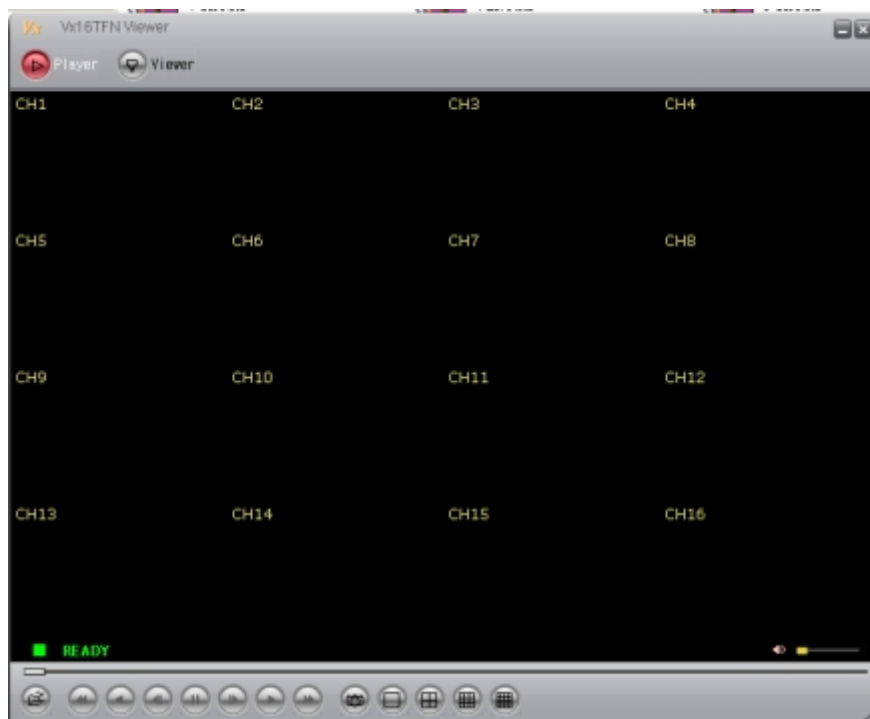 Vx16TFN Viewer
Player Viewer
CH1 CH2 CH3 CH4
CH5 CH6 CH7 CH8
CH9 CH10 CH11 CH12
CH13 CH14 CH15 CH16
READY